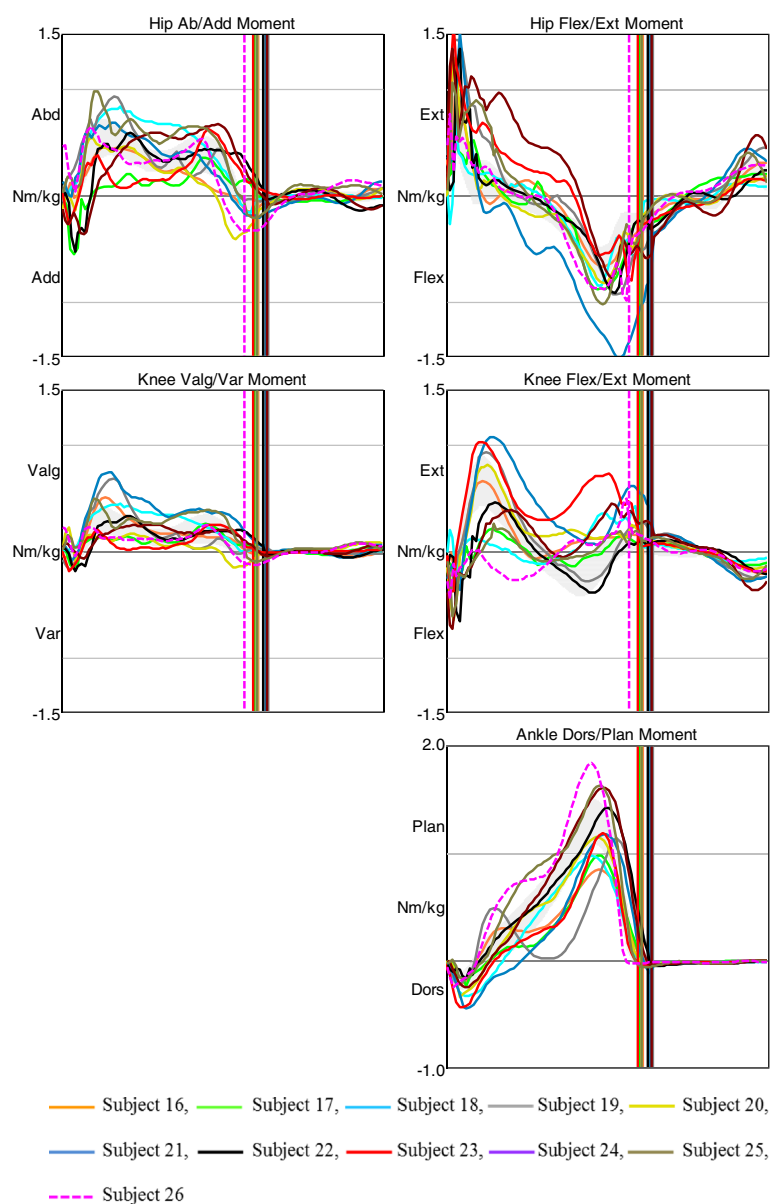 Hip Ab/Add Moment
1.5
Abd
Nm/kg
Add
-1.5
Hip Flex/Ext Moment
1.5
Ext
Nm/kg
Flex
-1.5
Knee Valg/Var Moment
1.5
Valg
Nm/kg
Var
-1.5
Knee Flex/Ext Moment
1.5
Ext
Nm/kg
Flex
-1.5
Ankle Dors/Plan Moment
2.0
Plan
Nm/kg
Dors
-1.0
Subject 16, Subject 17, Subject 18, Subject 19, Subject 20,
Subject 21, Subject 22, Subject 23, Subject 24, Subject 25,
Subject 26